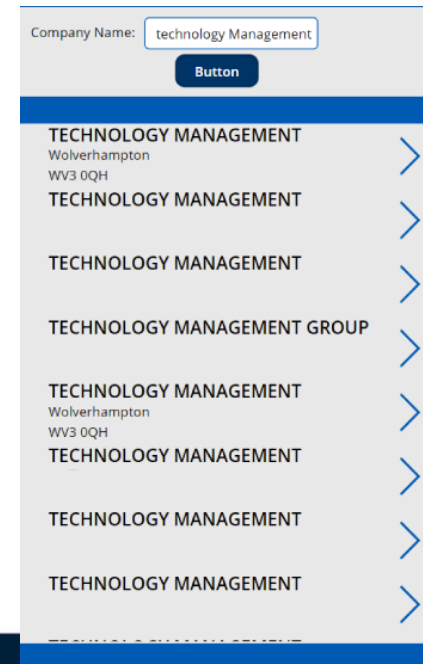 Company Name: technology Management
Button
TECHNOLOGY MANAGEMENT
Wolverhampton
WV3 0QH
TECHNOLOGY MANAGEMENT
TECHNOLOGY MANAGEMENT
TECHNOLOGY MANAGEMENT GROUP
TECHNOLOGY MANAGEMENT
Wolverhampton
WV3 0QH
TECHNOLOGY MANAGEMENT
TECHNOLOGY MANAGEMENT
TECHNOLOGY MANAGEMENT